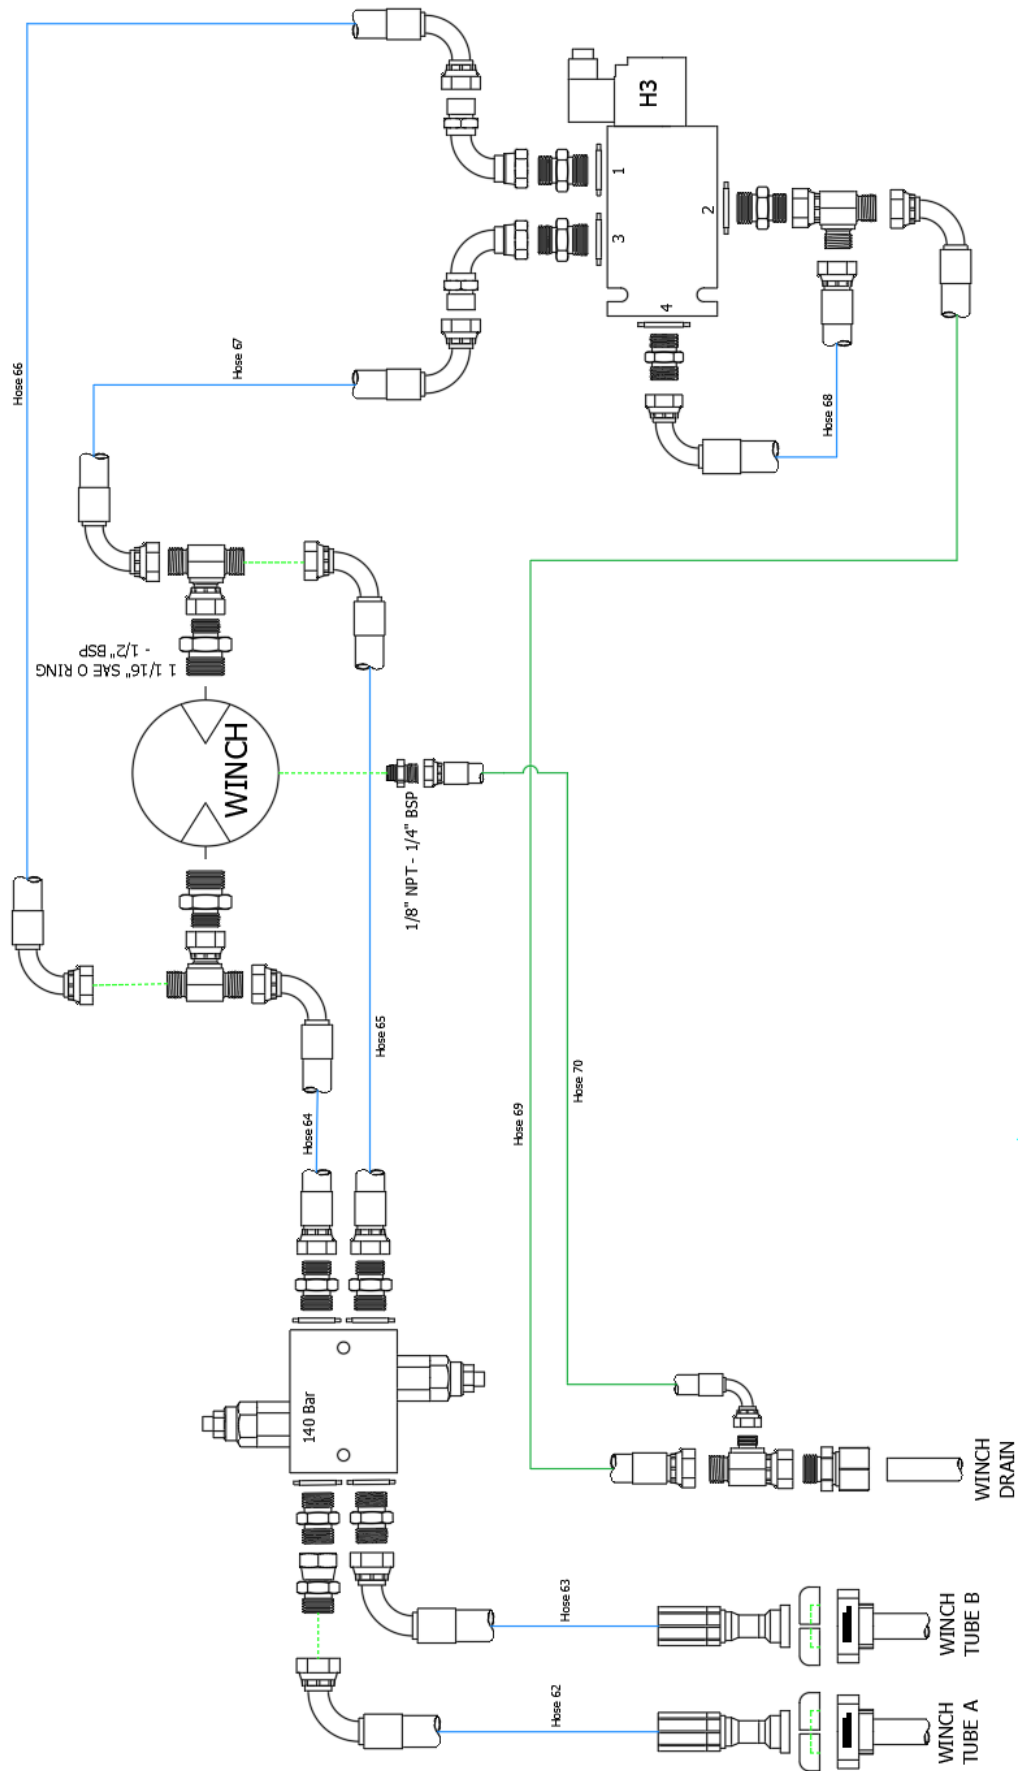 H3
1
3
2
4
Hose 66
Hose 67
Hose 68
1 1/16" SAE O RING
- 1/2" BSP
WINCH
1/8" NPT - 1/4" BSP
Hose 65
Hose 70
Hose 69
Hose 64
140 Bar
Hose 63
Hose 62
WINCH
DRAIN
WINCH
TUBE B
WINCH
TUBE A